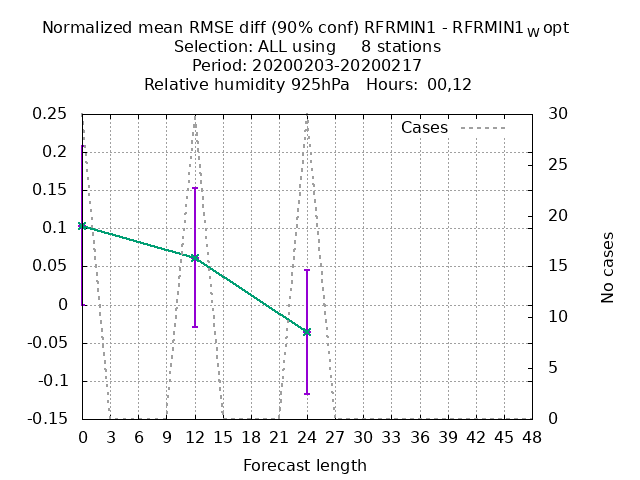 Normalized mean RMSE diff (90% conf) RFRMIN1 - RFRMIN1wopt
Selection: ALL using 8 stations
Period: 20200203-20200217
Relative humidity 925hPa Hours: 00,12
0.25
0.2
0.15
0.1
0.05
0
-0.05
-0.1
-0.15
Cases
30
25
20
15
10
5
0
No cases
0 3 6 9 12 15 18 21 24 27 30 33 36 39 42 45 48
Forecast length